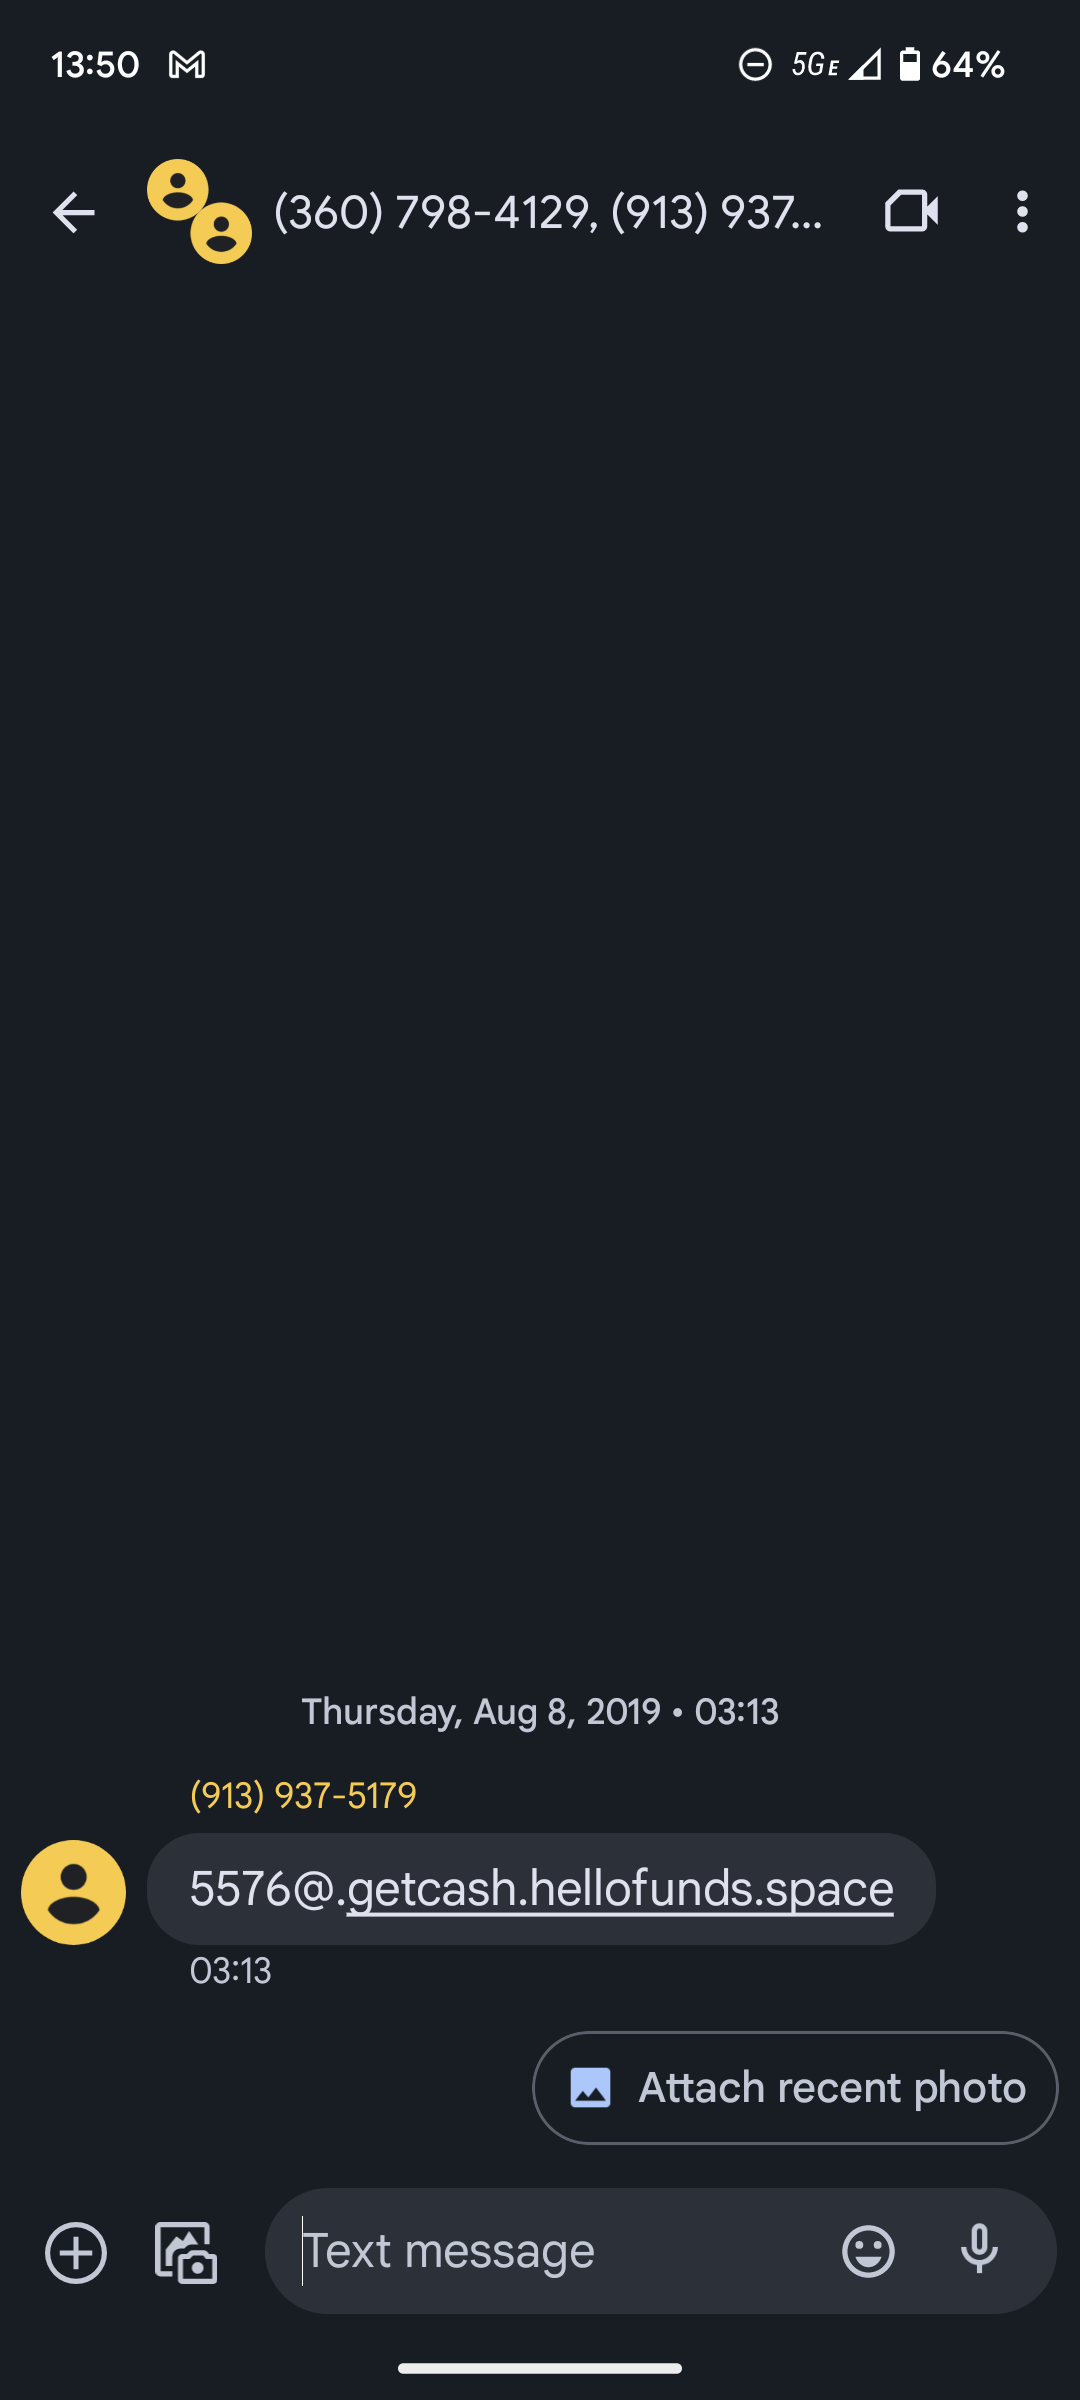 13:50 5GE 64%
(360) 798-4129, (913) 937...
Thursday, Aug 8, 2019 • 03:13
(913) 937-5179
5576@.getcash.hellofunds.space
03:13
Attach recent photo
Text message